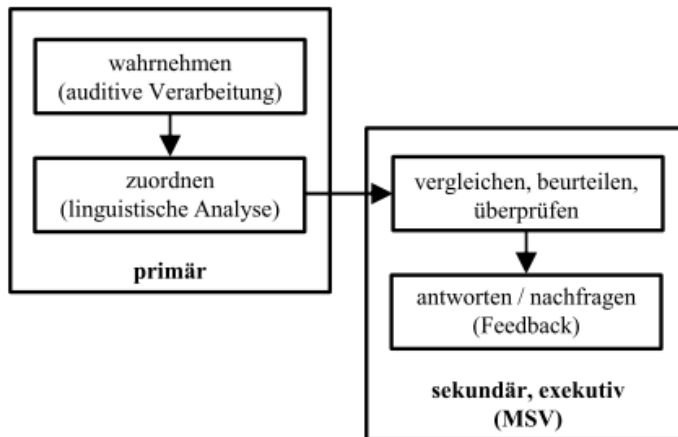 wahrnehmen
(auditive Verarbeitung)
zuordnen
(linguistische Analyse)
primär
vergleichen, beurteilen,
überprüfen
antworten / nachfragen
(Feedback)
sekundär, exekutiv
(MSV)